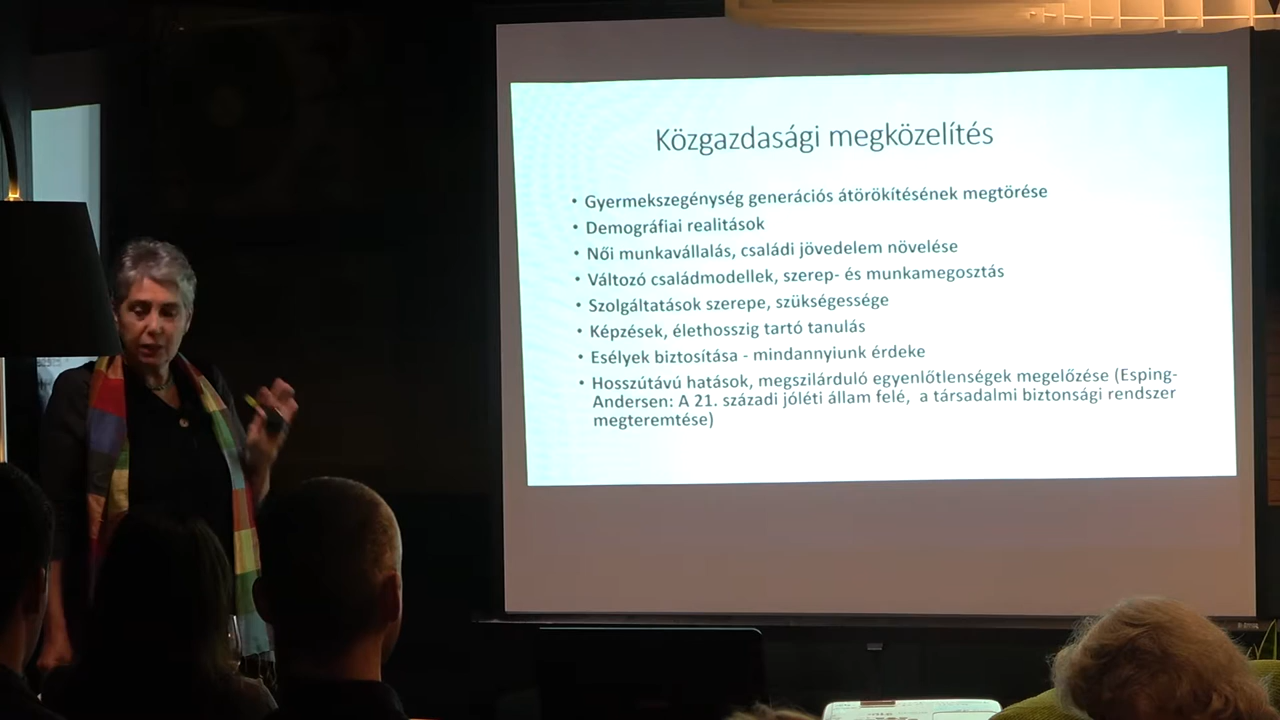 Közgazdasági megközelítés
• Gyermekszegénység generációs átörökítésének megtörése
• Demográfiai realitások
• Női munkavállalás, családi jövedelem növelése
• Változó családmodellek, szerep- és munkamegosztás
• Szolgáltatások szerepe, szükségessége
• Képzések, élethosszig tartó tanulás
• Esélyek biztosítása - mindannyiunk érdeke
• Hosszútávú hatások, megszilárduló egyenlőtlenségek megelőzése (Esping-
Andersen: A 21. századi jóléti állam felé, a társadalmi biztonsági rendszer
megteremtése)